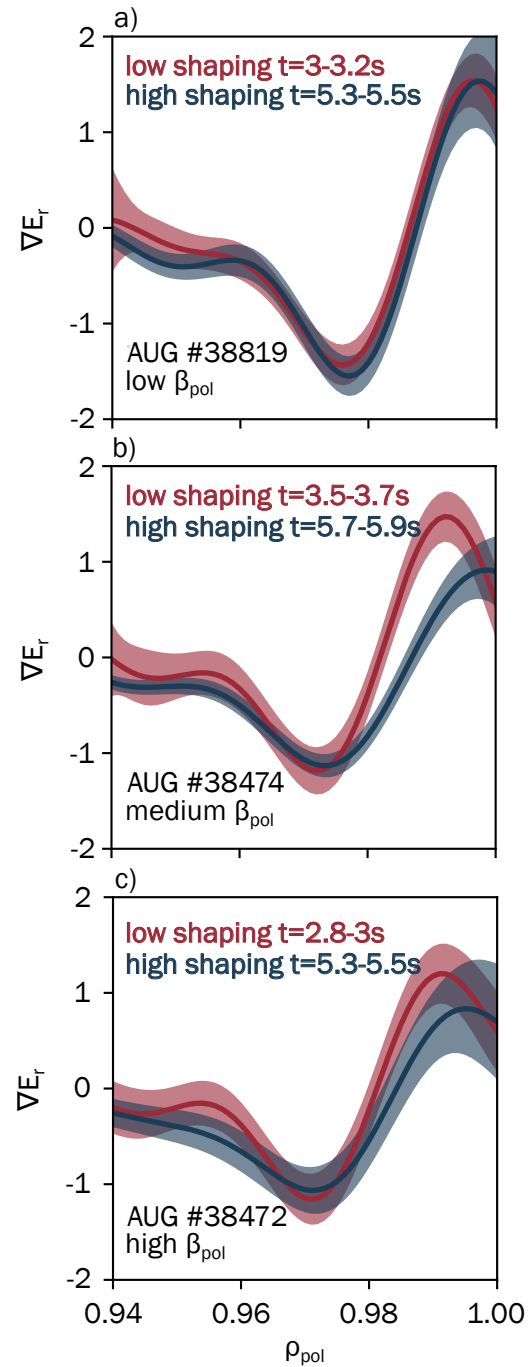 a)
2
low shaping t=3-3.2s
high shaping t=5.3-5.5s
1
∇Eᵣ
0
-1
AUG #38819
low βpol
-2
b)
2
low shaping t=3.5-3.7s
high shaping t=5.7-5.9s
1
∇Eᵣ
0
-1
AUG #38474
medium βpol
-2
c)
2
low shaping t=2.8-3s
high shaping t=5.3-5.5s
1
∇Eᵣ
0
-1
AUG #38472
high βpol
-2
0.94 0.96 0.98 1.00
ρpol